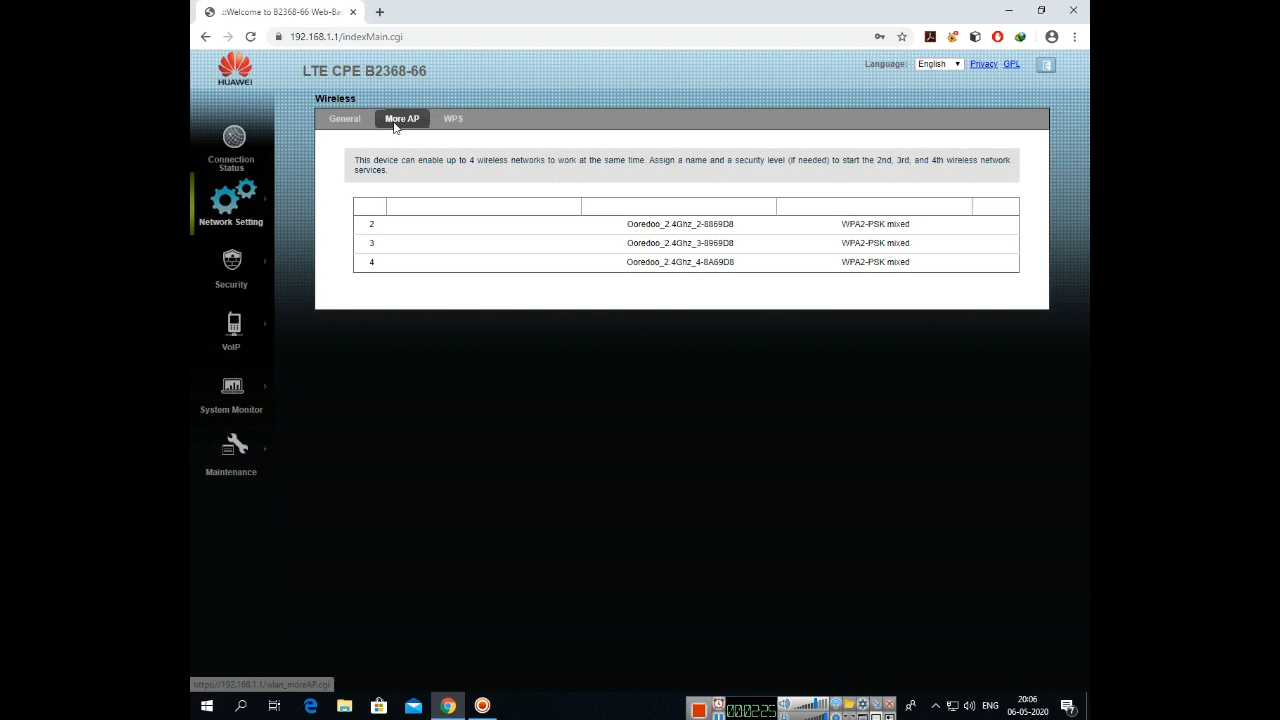 .::Welcome to B2368-66 Web-Bas
192.168.1.1/indexMain.cgi
HUAWEI
LTE CPE B2368-66
Language:
English
Privacy
GPL
Wireless
General
More AP
WPS
This device can enable up to 4 wireless networks to work at the same time. Assign a name and a security level (if needed) to start the 2nd, 3rd, and 4th wireless network
services.
2 Ooredoo_2.4Ghz_2-8869D8 WPA2-PSK mixed
3 Ooredoo_2.4Ghz_3-8969D8 WPA2-PSK mixed
4 Ooredoo_2.4Ghz_4-8A69D8 WPA2-PSK mixed
Connection
Status
Network Setting
Security
VoIP
System Monitor
Maintenance
https://192.168.1.1/wlan_moreAP.cgi
000:2:25
ENG
20:06
06-05-2020